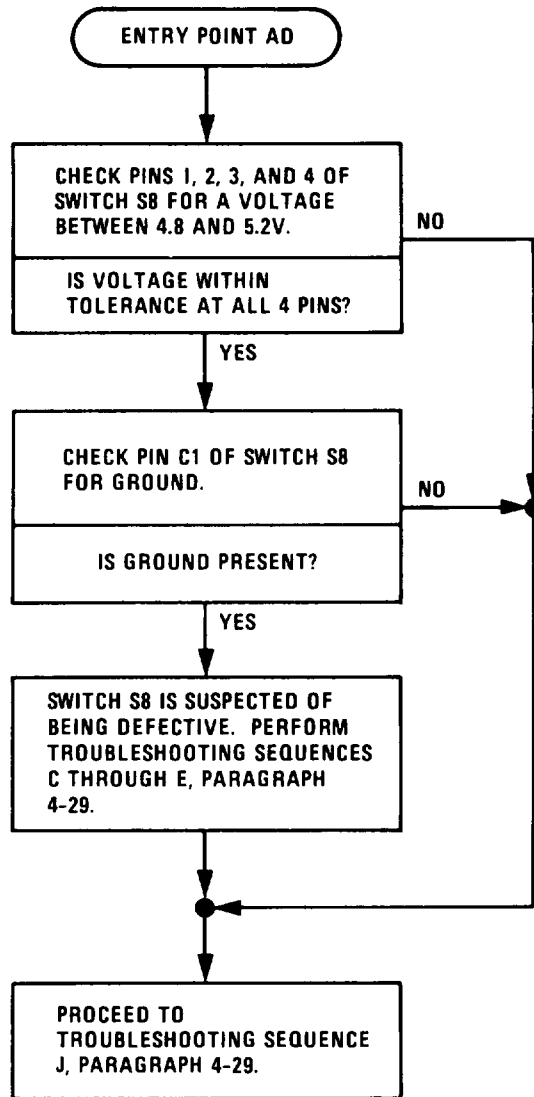 ENTRY POINT AD
CHECK PINS 1, 2, 3, AND 4 OF
SWITCH S8 FOR A VOLTAGE
BETWEEN 4.8 AND 5.2V.
NO
IS VOLTAGE WITHIN
TOLERANCE AT ALL 4 PINS?
YES
CHECK PIN C1 OF SWITCH S8
FOR GROUND.
NO
IS GROUND PRESENT?
YES
SWITCH S8 IS SUSPECTED OF
BEING DEFECTIVE. PERFORM
TROUBLESHOOTING SEQUENCES
C THROUGH E, PARAGRAPH
4-29.
PROCEED TO
TROUBLESHOOTING SEQUENCE
J, PARAGRAPH 4-29.